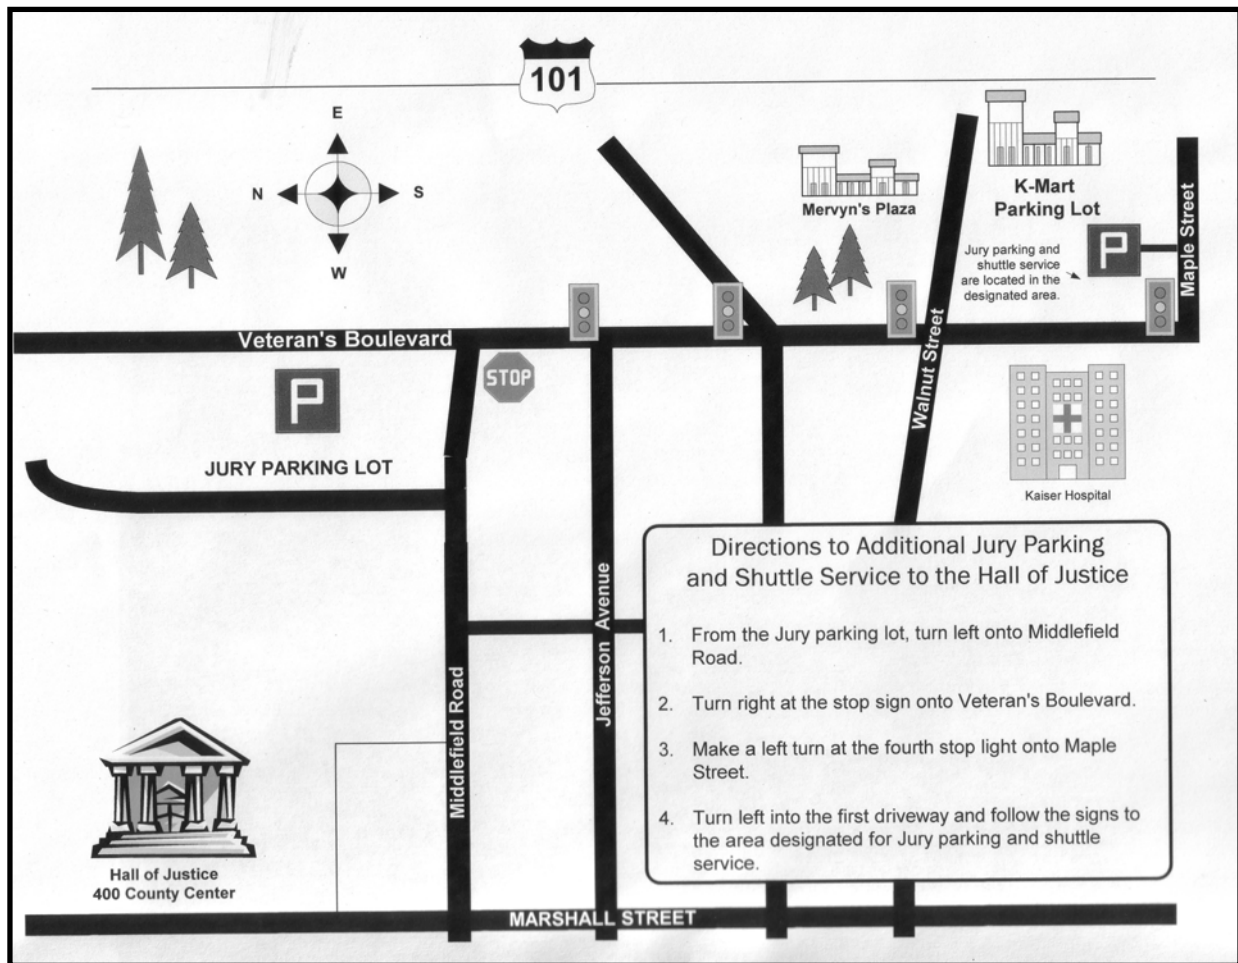 101
E
N
S
W
Mervyn's Plaza
K-Mart
Parking Lot
P
Jury parking and
shuttle service
are located in the
designated area.
Maple Street
Veteran's Boulevard
STOP
Walnut Street
P
JURY PARKING LOT
Kaiser Hospital
Middlefield Road
Jefferson Avenue
Directions to Additional Jury Parking
and Shuttle Service to the Hall of Justice
1. From the Jury parking lot, turn left onto Middlefield
Road.
2. Turn right at the stop sign onto Veteran's Boulevard.
3. Make a left turn at the fourth stop light onto Maple
Street.
4. Turn left into the first driveway and follow the signs to
the area designated for Jury parking and shuttle
service.
Hall of Justice
400 County Center
MARSHALL STREET